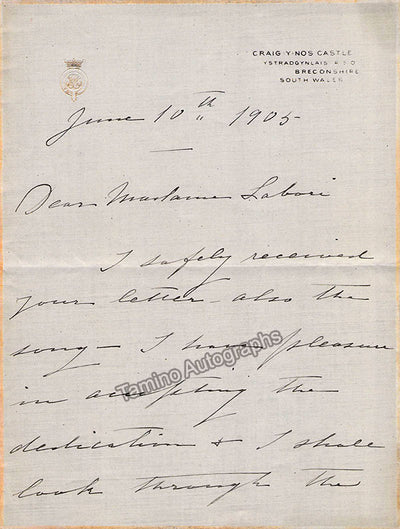 CRAIG-Y-NOS CASTLE
YSTRADGYNLAIS R.S.O
BRECONSHIRE
SOUTH WALES
June 10th 1905
Dear Madame Labori
I safely received
your letter - also the
song - I have pleasure
in accepting the
dedication & I shall
look through the
Tamino Autographs